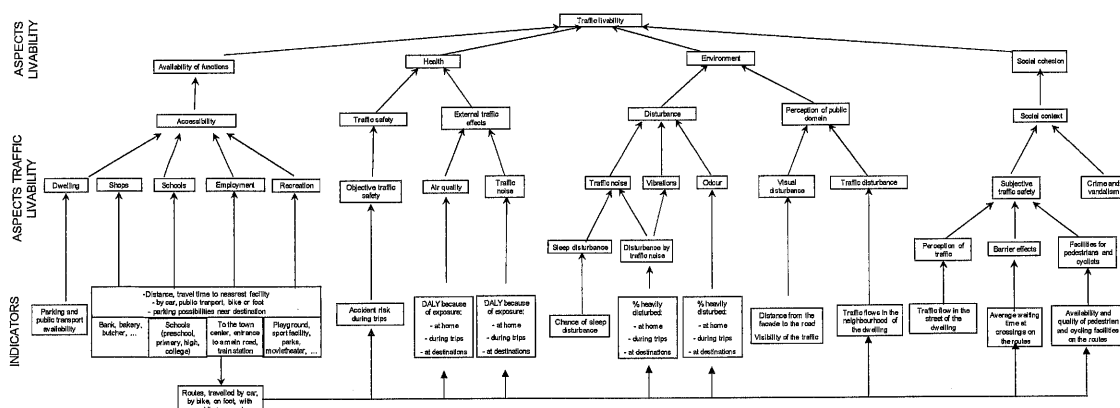 Traffic livability
ASPECTS
LIVABILITY
Availability of functions
Health
Environment
Social cohesion
Accessibility
Traffic safety
External traffic
effects
Disturbance
Perception of public
domain
Social context
ASPECTS TRAFFIC
LIVABILITY
Dwelling
Shops
Schools
Employment
Recreation
Objective traffic
safety
Air quality
Traffic
noise
Traffic noise
Vibrations
Odour
Visual
disturbance
Traffic disturbance
Subjective
traffic safety
Crime and
vandalism
Sleep disturbance
Disturbance by
traffic noise
Perception of
traffic
Barrier effects
Facilities for
pedestrians and
cyclists
INDICATORS
Parking and
public transport
availability
-Distance, travel time to nearest facility
- by car, public tranport, bike or foot
- parking possibilities near destination
Bank, bakery,
butcher, ...
Schools
(preschool,
primary, high,
college)
To the town
center, entrance
to a main road,
train station
Playground,
sport facility,
parks,
movietheater, ...
Accident risk
during trips
DALY because
of exposure:
- at home
- during trips
- at destinations
DALY because
of exposure:
- at home
- during trips
- at destinations
Chance of sleep
disturbance
% heavily
disturbed:
- at home
- during trips
- at destinations
% heavily
disturbed:
- at home
- during trips
- at destinations
Distance from the
facade to the road
Visibility of the traffic
Traffic flows in the
neighbourhood of
the dwelling
Traffic flow in the
street of the
dwelling
Average waiting
time at
crossings on
the routes
Availability and
quality of pedestrian
and cycling facilities
on the routes
Routes, travelled by car,
by bike, on foot, with